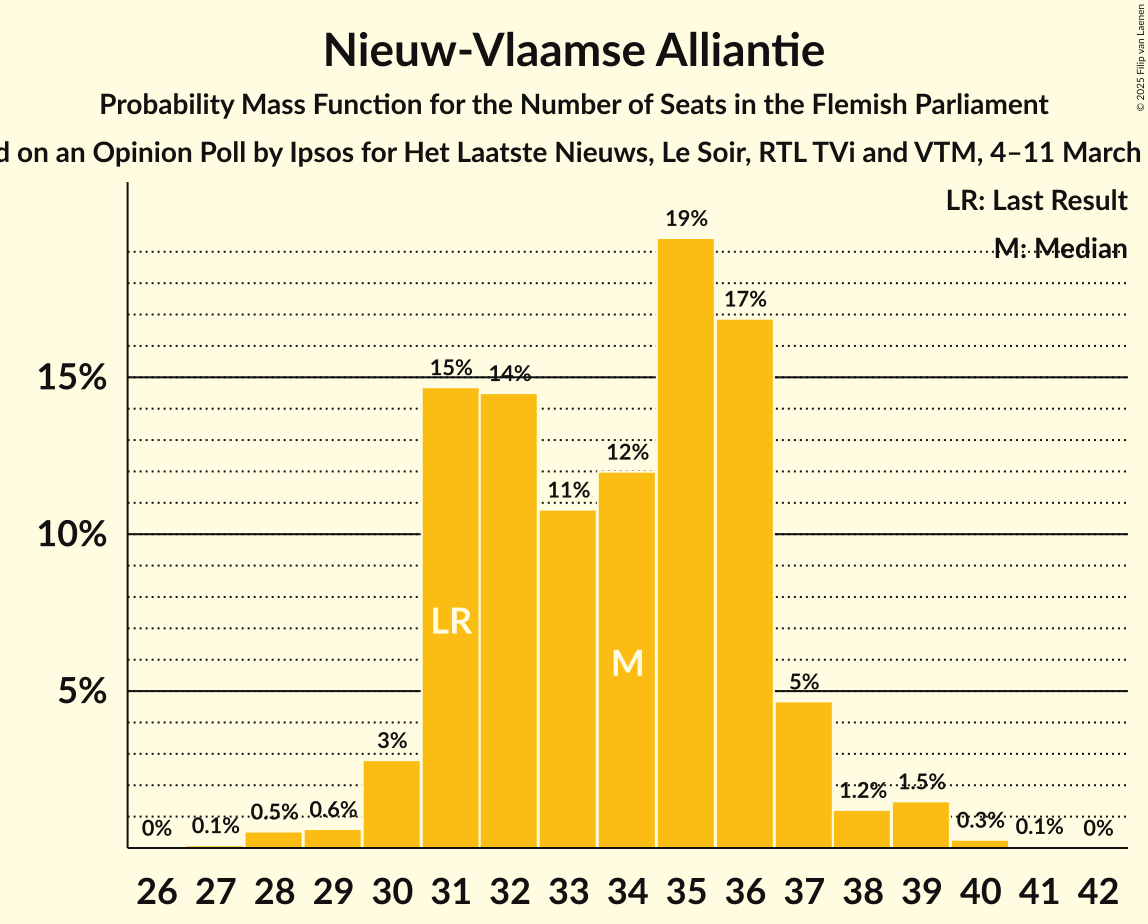 Nieuw-Vlaamse Alliantie
Probability Mass Function for the Number of Seats in the Flemish Parliament
on an Opinion Poll by Ipsos for Het Laatste Nieuws, Le Soir, RTL TVi and VTM, 4–11 March
© 2025 Filip van Laenen
LR: Last Result
M: Median
19%
17%
15%
15%
14%
12%
11%
10%
LR
M
5%
5%
3%
1.2%
1.5%
0%
0.1%
0.5%
0.6%
0.3%
0.1%
0%
26 27 28 29 30 31 32 33 34 35 36 37 38 39 40 41 42